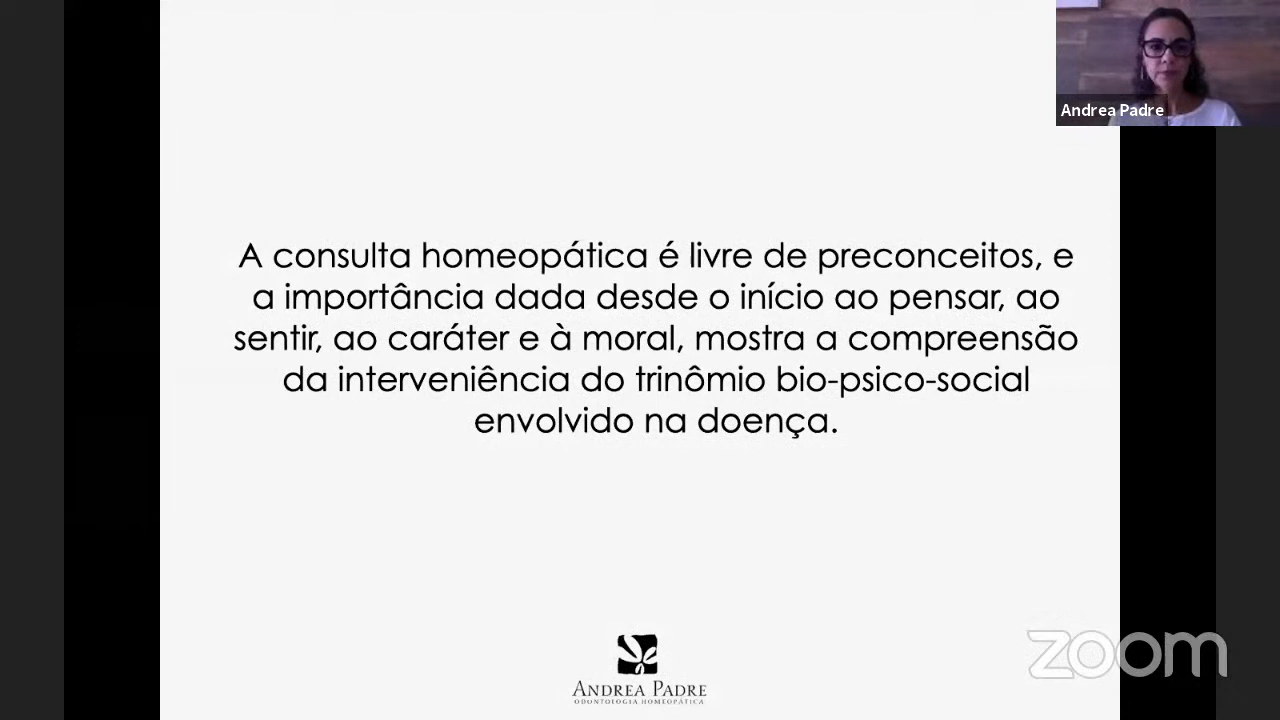 Andrea Padre
A consulta homeopática é livre de preconceitos, e
a importância dada desde o início ao pensar, ao
sentir, ao caráter e à moral, mostra a compreensão
da interveniência do trinômio bio-psico-social
envolvido na doença.
ANDREA PADRE
ODONTOLOGIA HOMEOPÁTICA
zoom